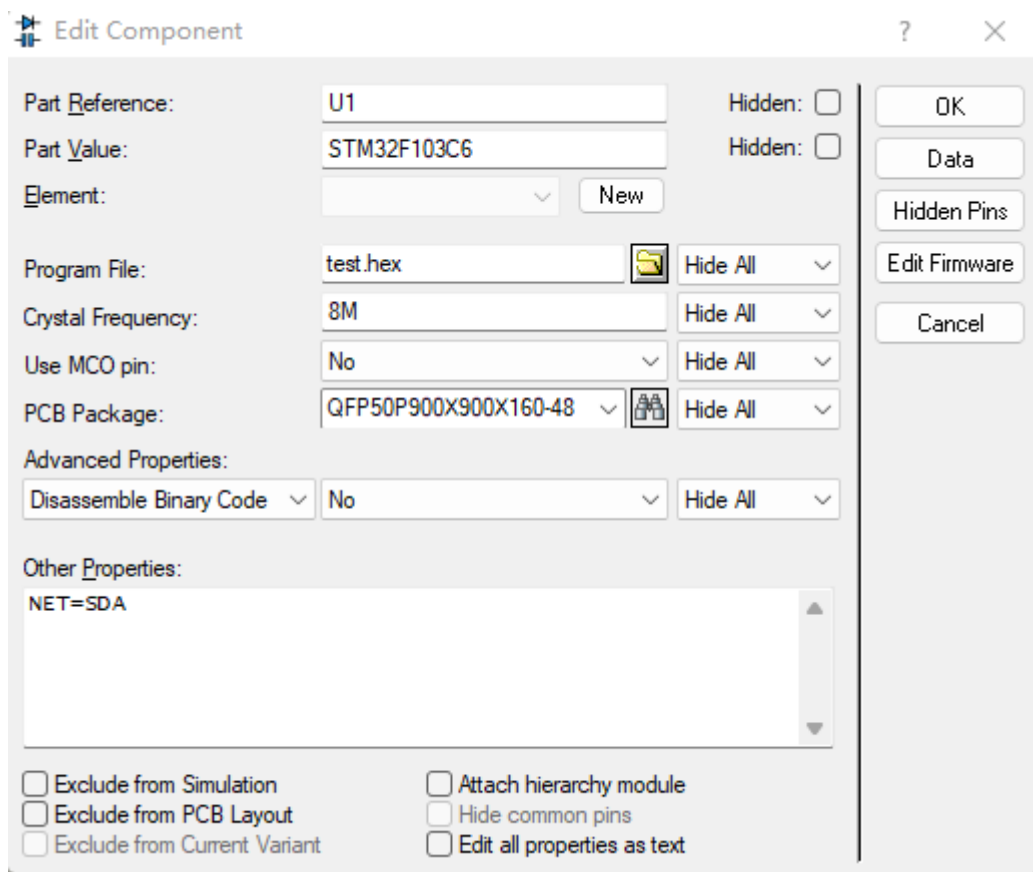 Edit Component ?
Part Reference: U1 Hidden: OK
Part Value: STM32F103C6 Hidden: Data
Element: New Hidden Pins
Program File: test.hex Hide All Edit Firmware
Crystal Frequency: 8M Hide All Cancel
Use MCO pin: No Hide All
PCB Package: QFP50P900X900X160-48 Hide All
Advanced Properties:
Disassemble Binary Code No Hide All
Other Properties:
NET=SDA
Exclude from Simulation Attach hierarchy module
Exclude from PCB Layout Hide common pins
Exclude from Current Variant Edit all properties as text